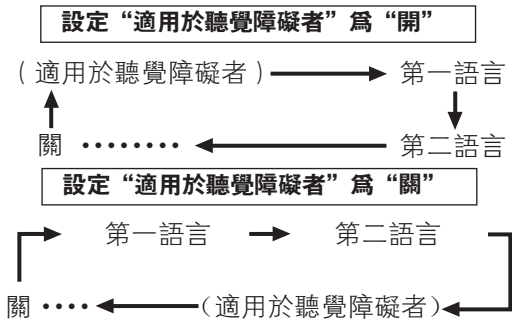 設定“適用於聽覺障礙者”爲“開”
(適用於聽覺障礙者) 第一語言
關 ········ 第二語言
設定“適用於聽覺障礙者”爲“關”
第一語言 第二語言
關 ···· (適用於聽覺障礙者)